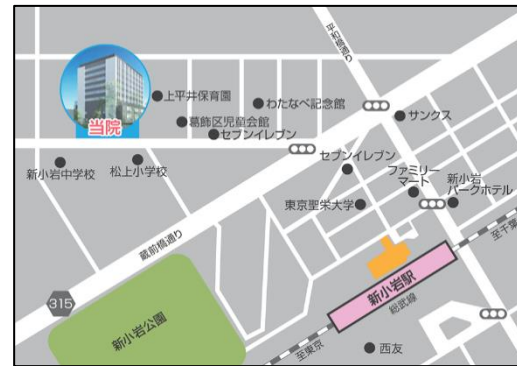 平和橋通り
上平井保育園
わたなべ記念館
サンクス
当院
葛飾区児童会館
セブンイレブン
セブンイレブン
ファミリー
マート
新小岩
パークホテル
新小岩中学校
松上小学校
東京聖栄大学
至千葉
蔵前橋通り
新小岩駅
総武線
315
新小岩公園
至東京
西友